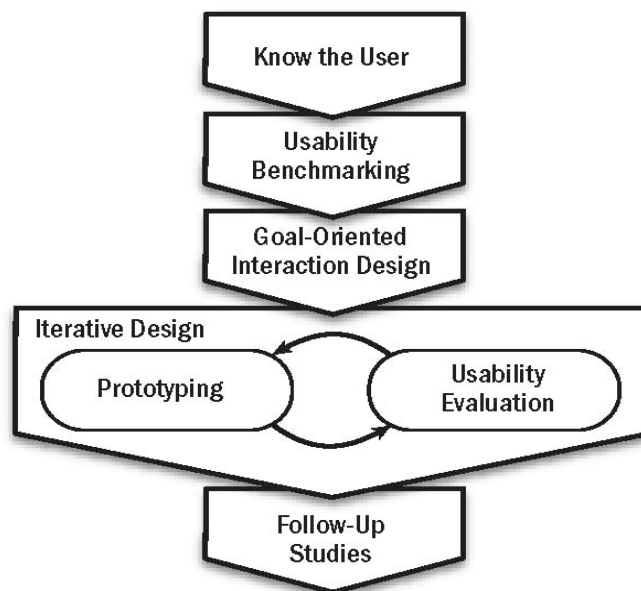 Know the User
Usability
Benchmarking
Goal-Oriented
Interaction Design
Iterative Design
Prototyping
Usability
Evaluation
Follow-Up
Studies